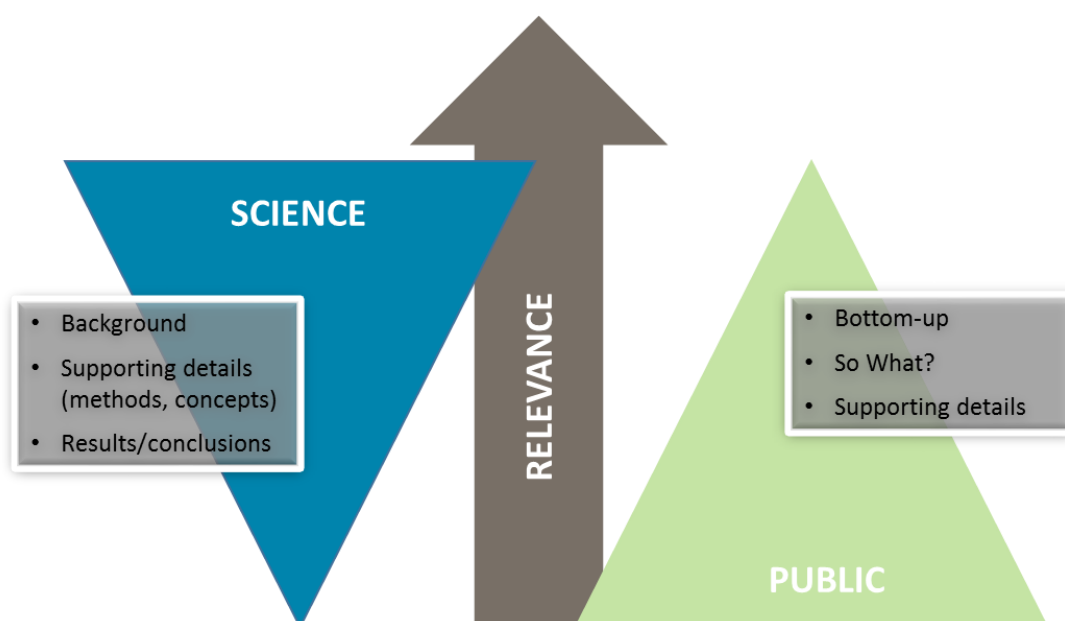 SCIENCE
• Background
• Supporting details
(methods, concepts)
• Results/conclusions
RELEVANCE
• Bottom-up
• So What?
• Supporting details
PUBLIC